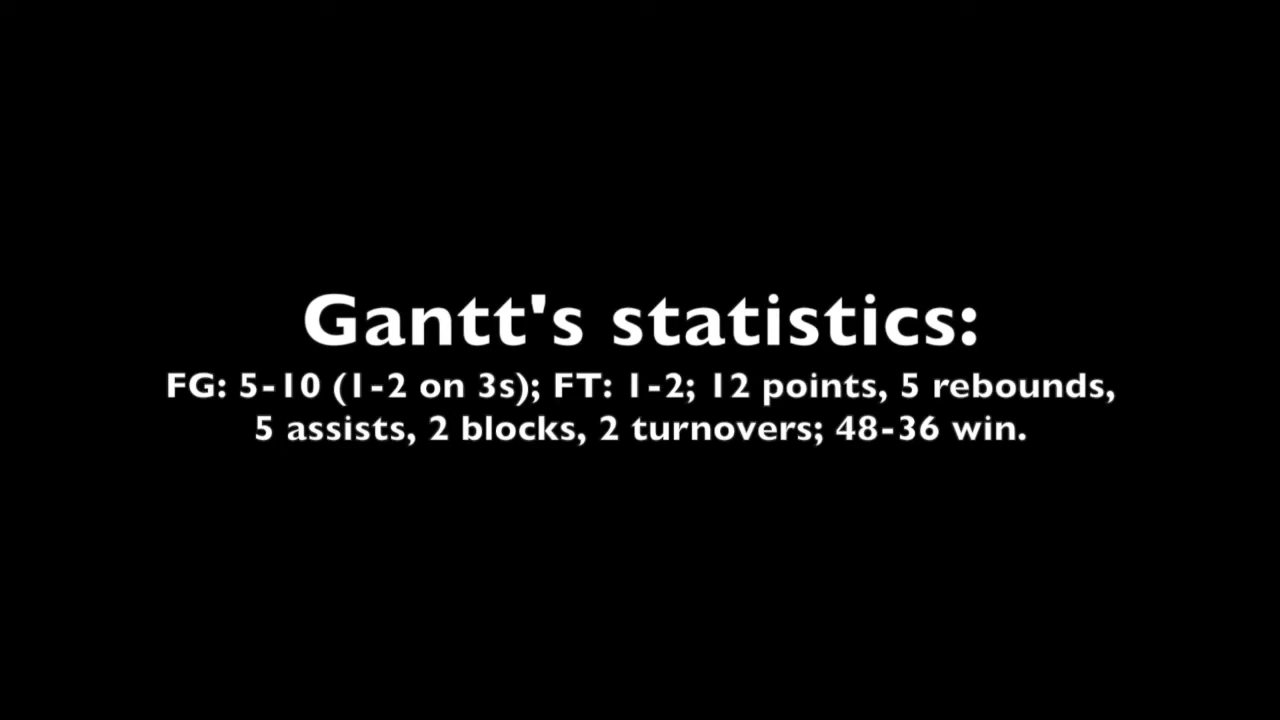 Gantt's statistics:
FG: 5-10 (1-2 on 3s); FT: 1-2; 12 points, 5 rebounds,
5 assists, 2 blocks, 2 turnovers; 48-36 win.